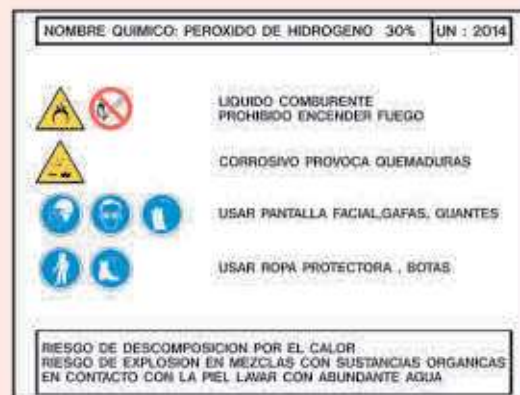 NOMBRE QUIMICO: PEROXIDO DE HIDROGENO 30% UN : 2014
LIQUIDO COMBURENTE
PROHIBIDO ENCENDER FUEGO
CORROSIVO PROVOCA QUEMADURAS
USAR PANTALLA FACIAL,GAFAS, GUANTES
USAR ROPA PROTECTORA , BOTAS
RIESGO DE DESCOMPOSICION POR EL CALOR
RIESGO DE EXPLOSION EN MEZCLAS CON SUSTANCIAS ORGANICAS
EN CONTACTO CON LA PIEL LAVAR CON ABUNDANTE AGUA